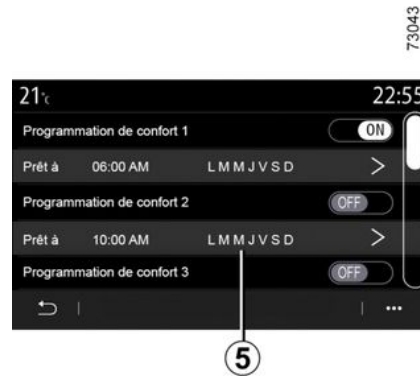 73043
21°c 22:55
Programmation de confort 1 ON
Prêt à 06:00 AM L M M J V S D >
Programmation de confort 2 OFF
Prêt à 10:00 AM L M M J V S D >
Programmation de confort 3 OFF
5